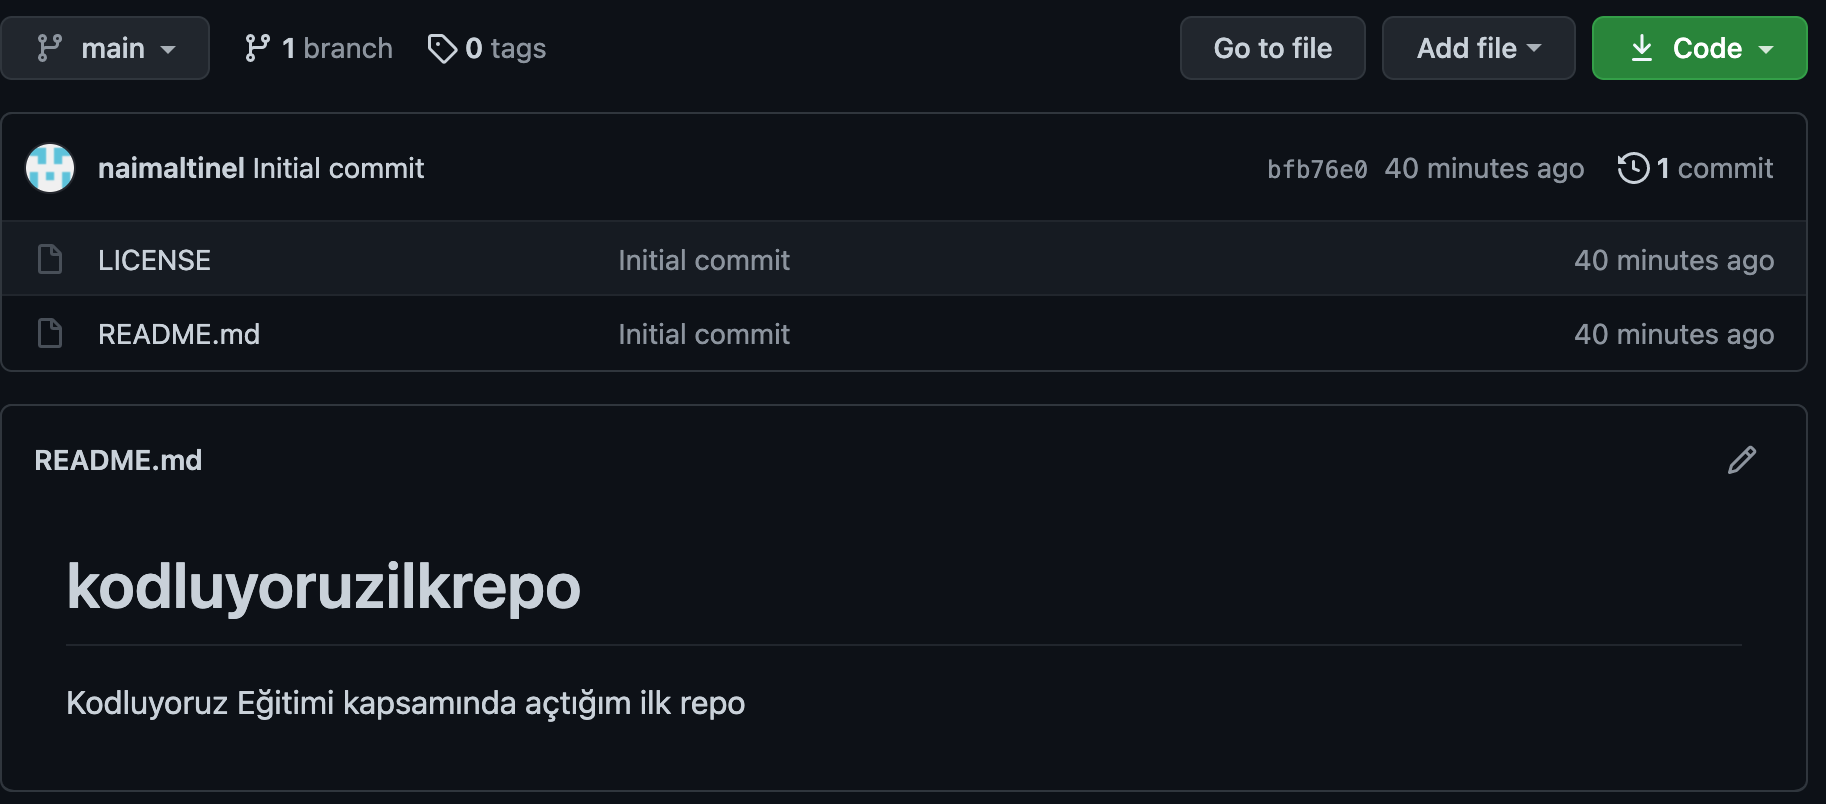 main 1 branch 0 tags Go to file Add file Code
naimaltinel Initial commit bfb76e0 40 minutes ago 1 commit
LICENSE Initial commit 40 minutes ago
README.md Initial commit 40 minutes ago
README.md
kodluyoruzilkrepo
Kodluyoruz Eğitimi kapsamında açtığım ilk repo